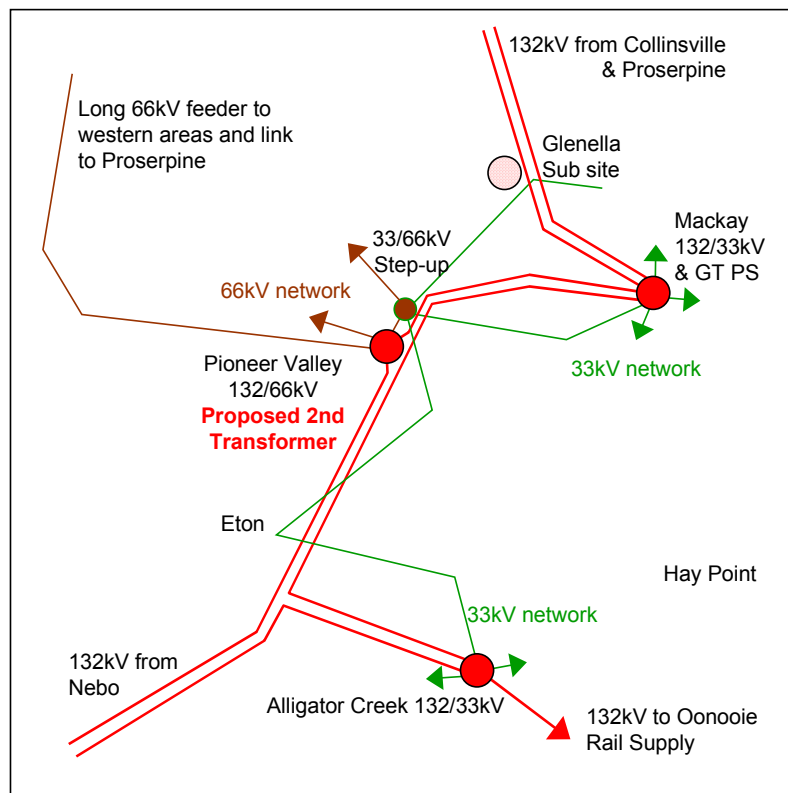 132kV from Collinsville
& Proserpine
Long 66kV feeder to
western areas and link
to Proserpine
Glenella
Sub site
Mackay
132/33kV
& GT PS
33/66kV
Step-up
66kV network
33kV network
Pioneer Valley
132/66kV
Proposed 2nd
Transformer
Eton
Hay Point
33kV network
132kV from
Nebo
Alligator Creek 132/33kV
132kV to Oonooie
Rail Supply